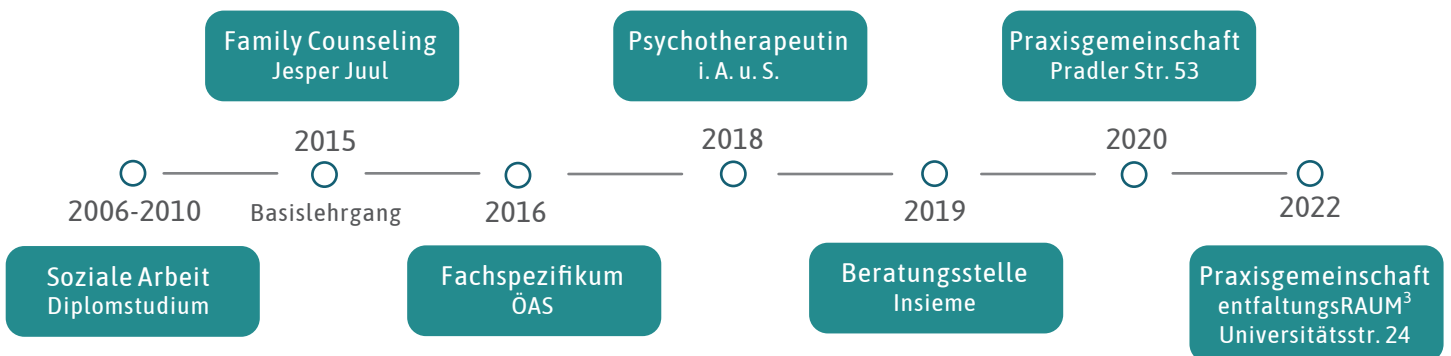 Family Counseling
Jesper Juul
Psychotherapeutin
i. A. u. S.
Praxisgemeinschaft
Pradler Str. 53
2015
2018
2020
2006-2010
Basislehrgang
2016
2019
2022
Soziale Arbeit
Diplomstudium
Fachspezifikum
ÖAS
Beratungsstelle
Insieme
Praxisgemeinschaft
entfaltungsRAUM³
Universitätsstr. 24